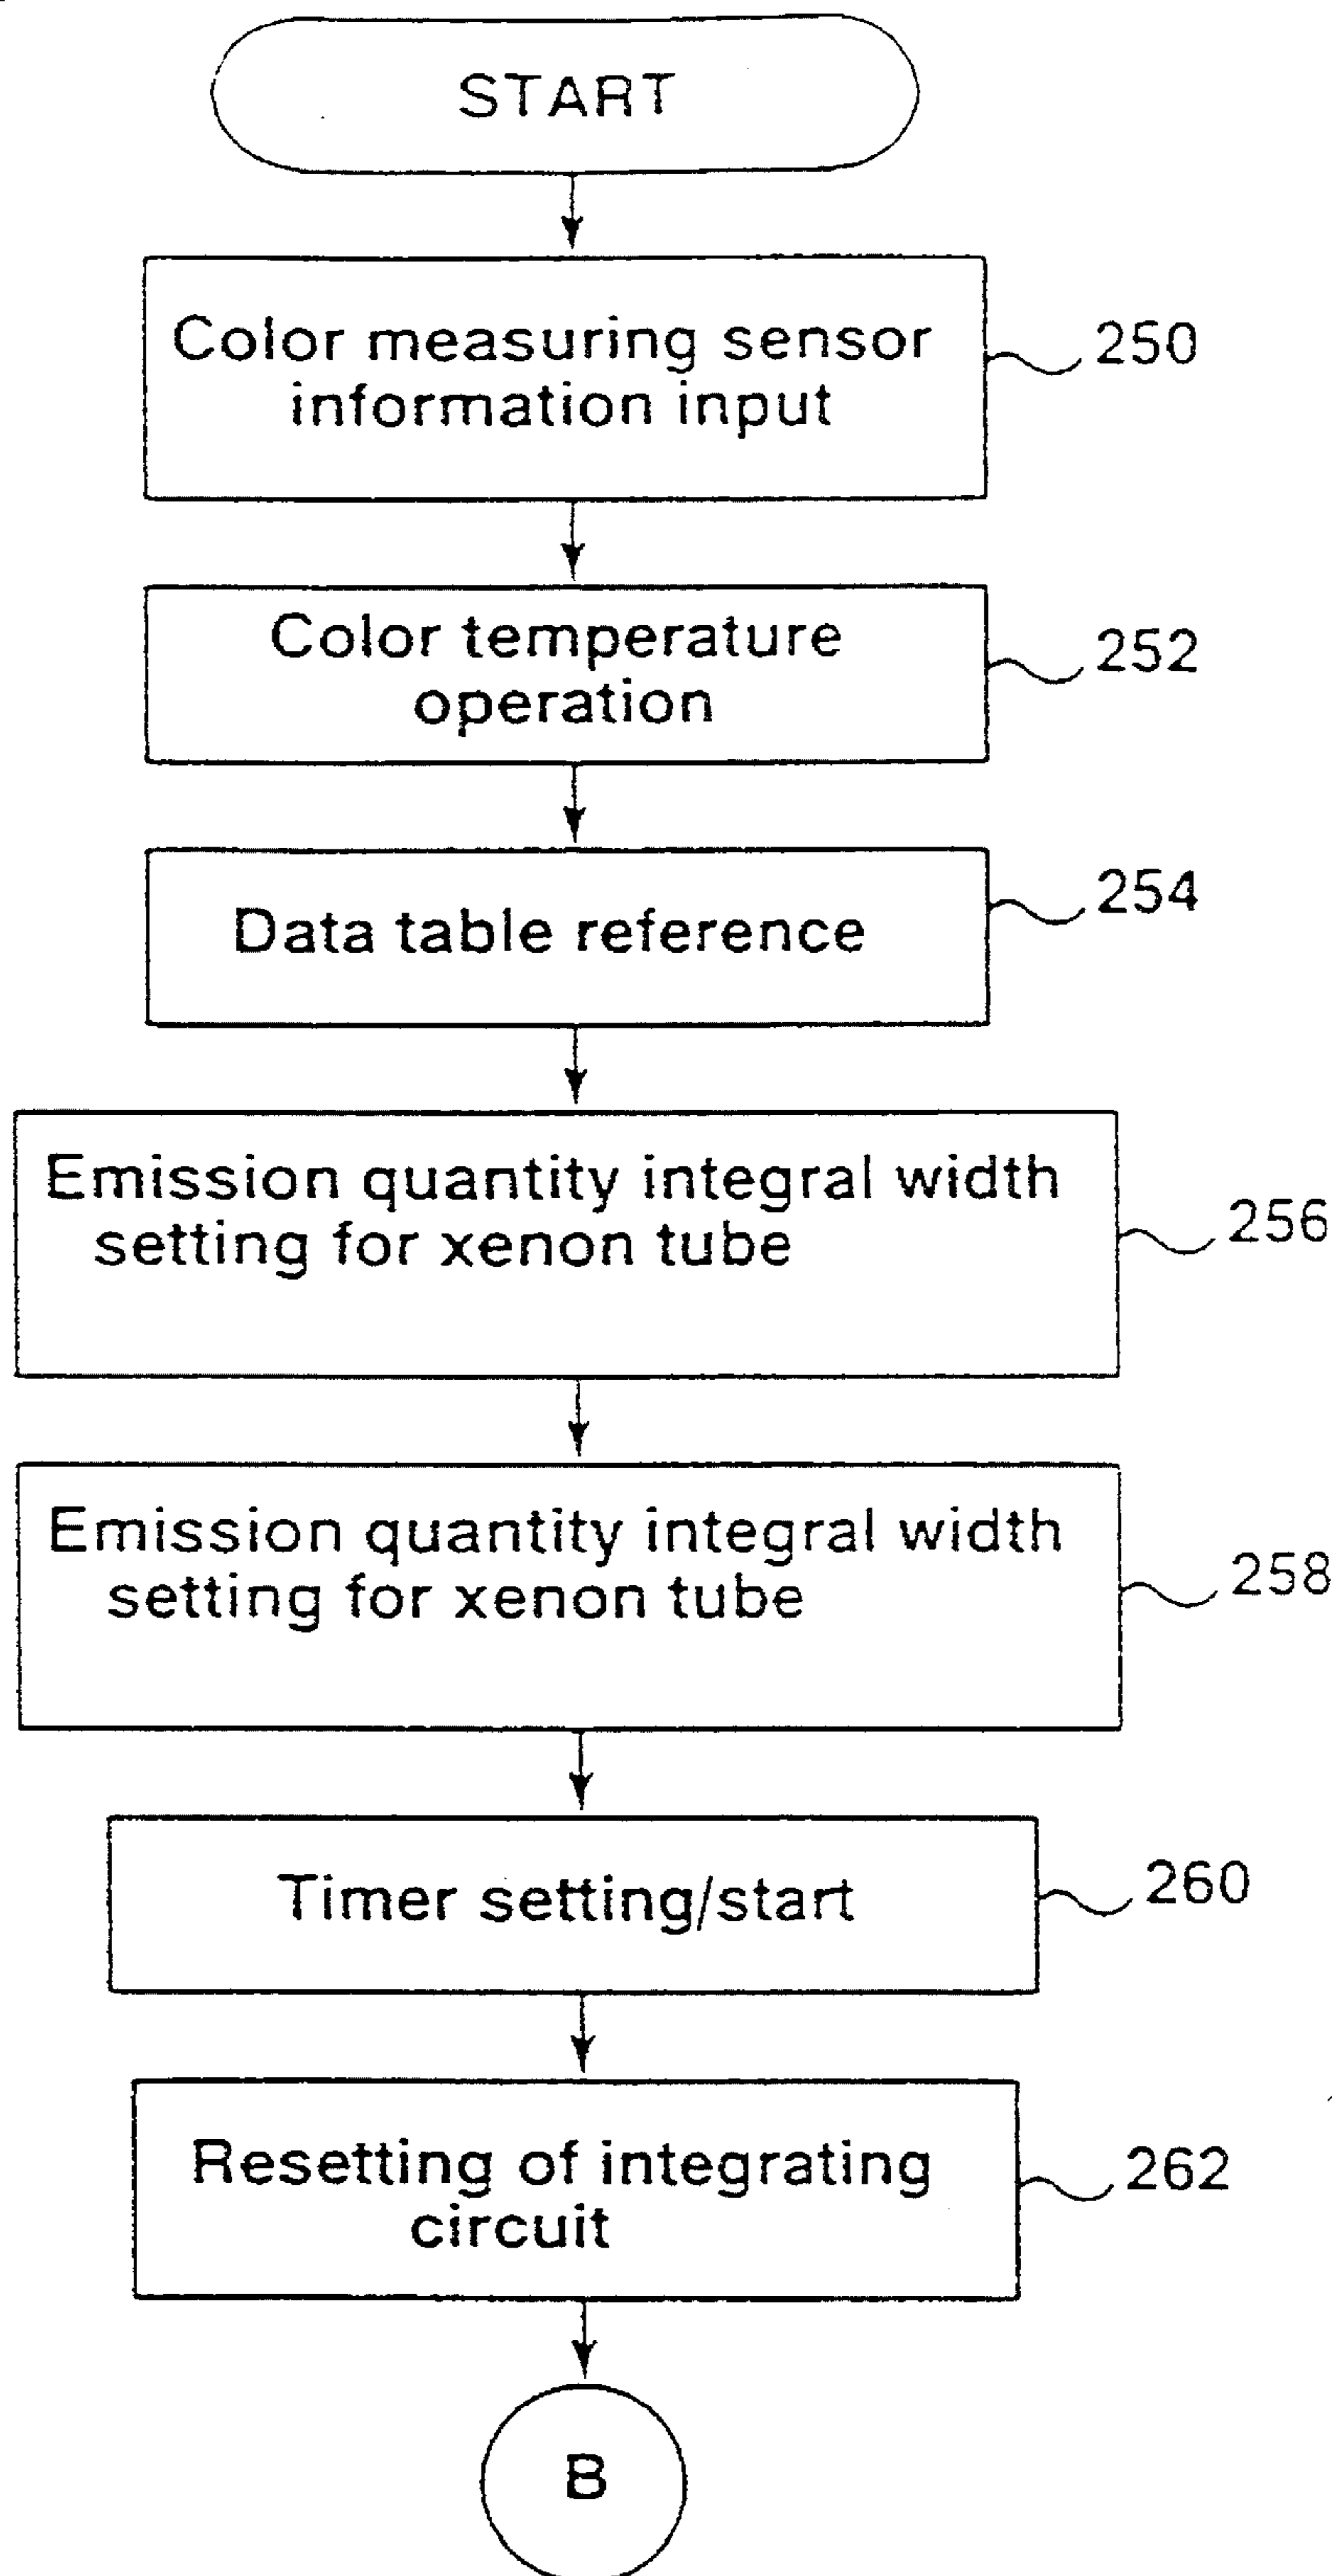 START
Color measuring sensor
information input
250
Color temperature
operation
252
Data table reference
254
Emission quantity integral width
setting for xenon tube
256
Emission quantity integral width
setting for xenon tube
258
Timer setting/start
260
Resetting of integrating
circuit
262
B